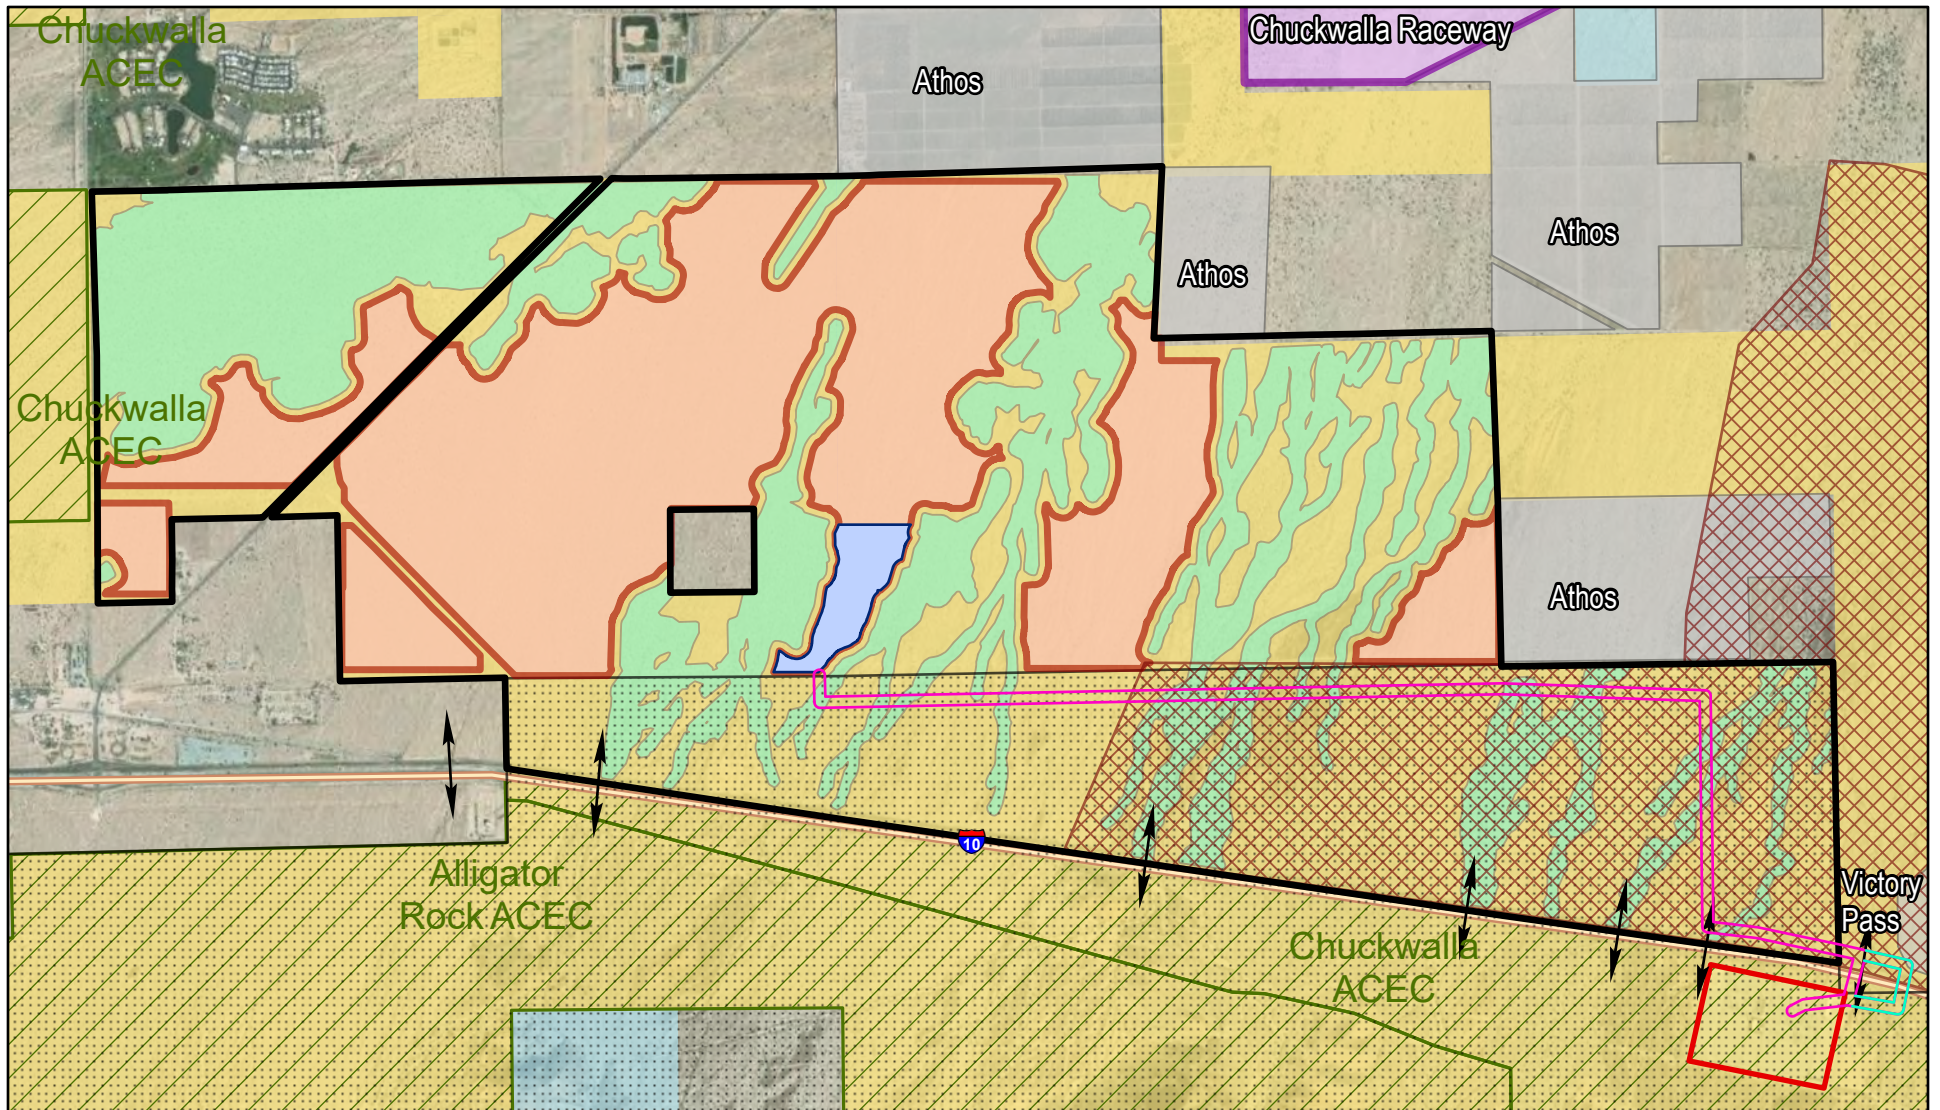 Chuckwalla
ACEC
Chuckwalla Raceway
Athos
Athos
Athos
Chuckwalla
ACEC
Athos
10
Alligator
Rock ACEC
Victory
Pass
Chuckwalla
ACEC